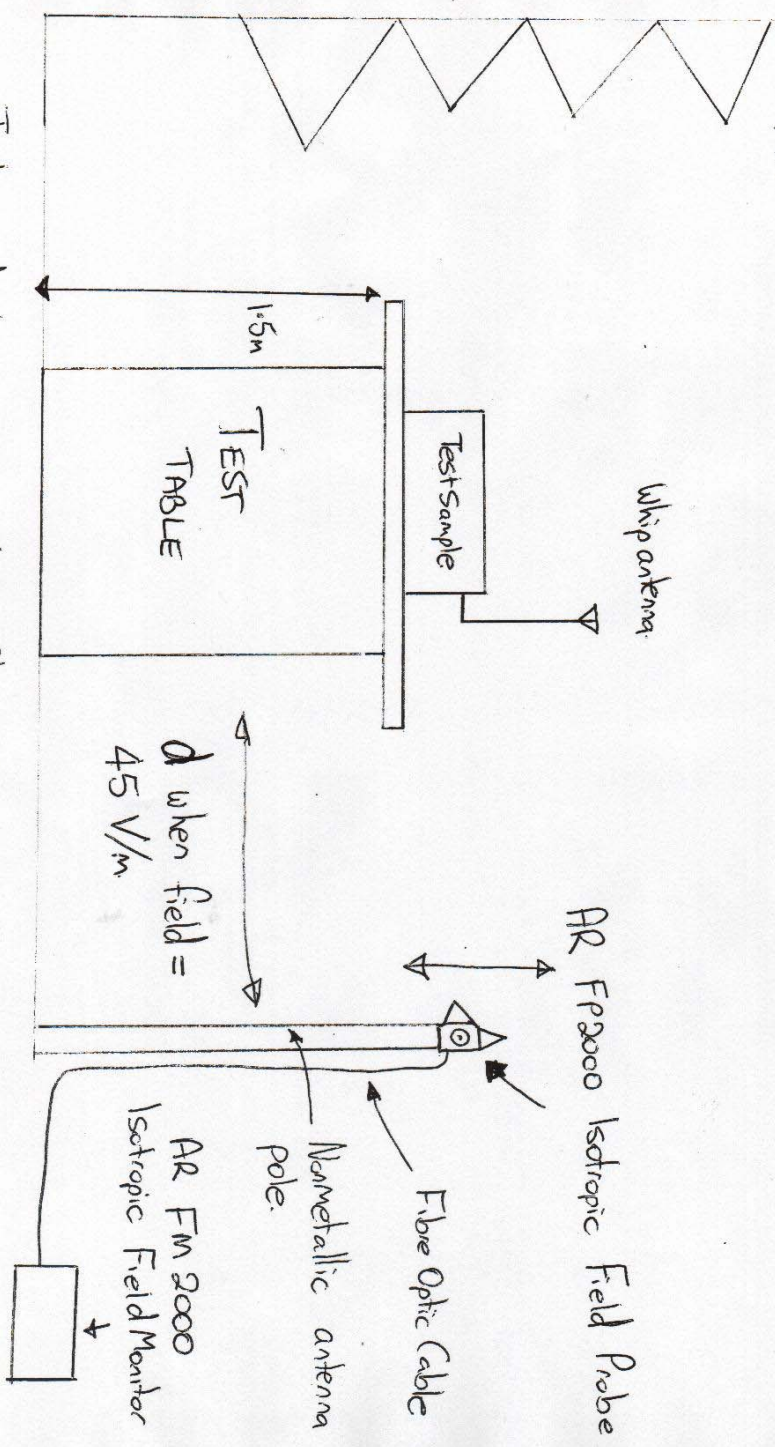 Whip antenna.
AR FP2000 Isotropic Field Probe
Test Sample
Fibre Optic Cable
1.5m
TEST
TABLE
d when field =
45 V/m.
Nonmetallic antenna
pole.
AR FM 2000
Isotropic Field Monitor